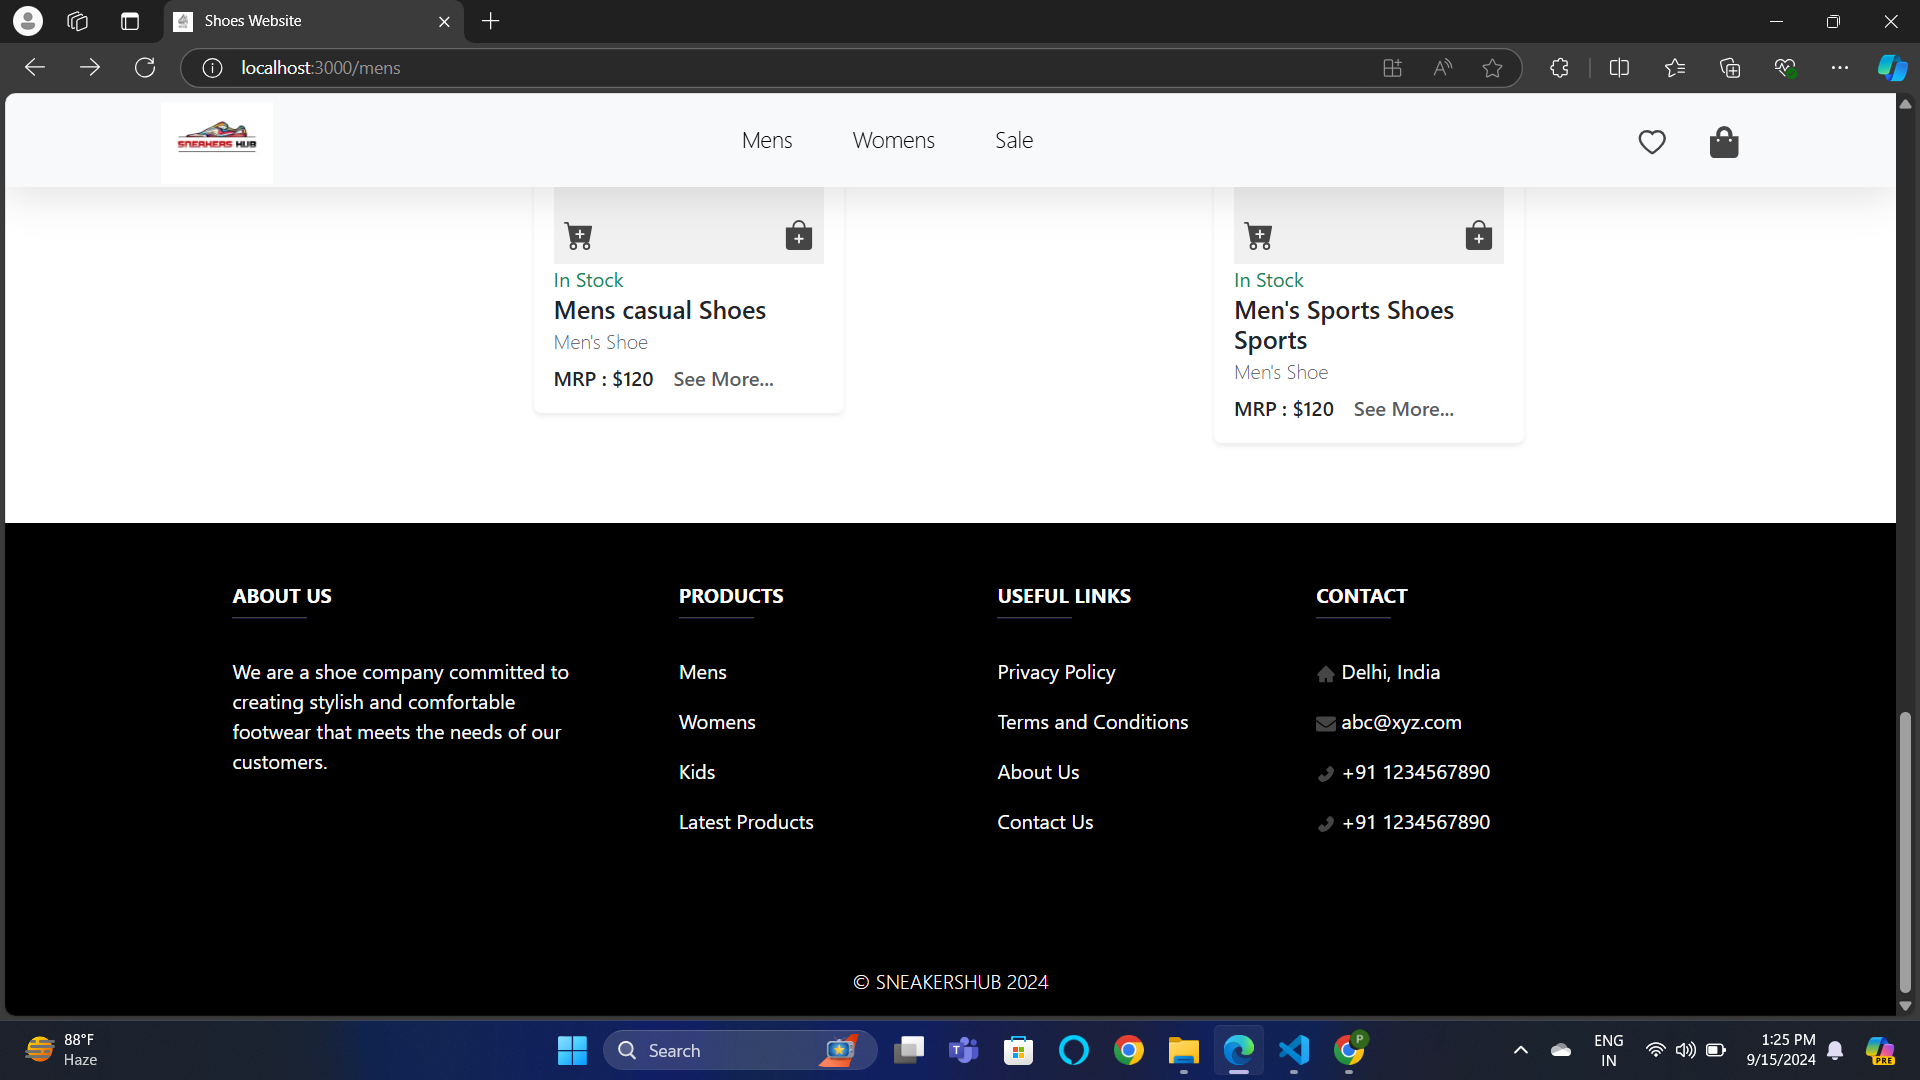 Shoes Website
localhost:3000/mens
SNEAKERS HUB
Mens
Womens
Sale
In Stock
Mens casual Shoes
Men's Shoe
MRP : $120 See More...
In Stock
Men's Sports Shoes
Sports
Men's Shoe
MRP : $120 See More...
ABOUT US
We are a shoe company committed to
creating stylish and comfortable
footwear that meets the needs of our
customers.
PRODUCTS
Mens
Womens
Kids
Latest Products
USEFUL LINKS
Privacy Policy
Terms and Conditions
About Us
Contact Us
CONTACT
Delhi, India
abc@xyz.com
+91 1234567890
+91 1234567890
© SNEAKERSHUB 2024
88°F
Haze
Search
P
ENG
IN
1:25 PM
9/15/2024
PRE